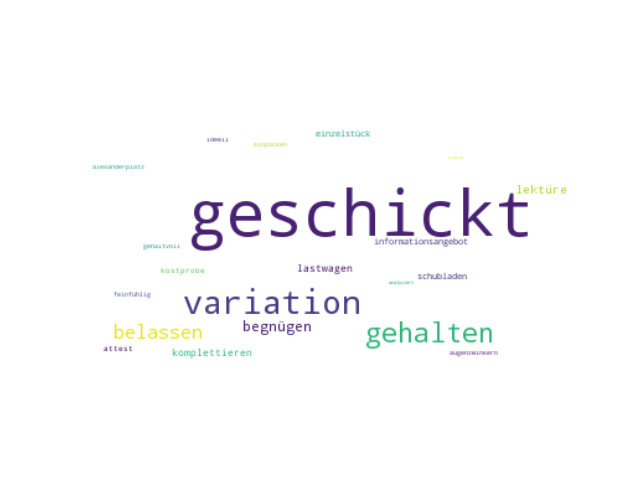 einzelstück
ideell
einpacken
alexanderplatz
lektüre
geschickt
informationsangebot
gehaltvoll
kostprobe
lastwagen
schubladen
analysiert
feinfühlig
variation
begnügen
belassen
gehalten
attest
komplettieren
augenzwinkern